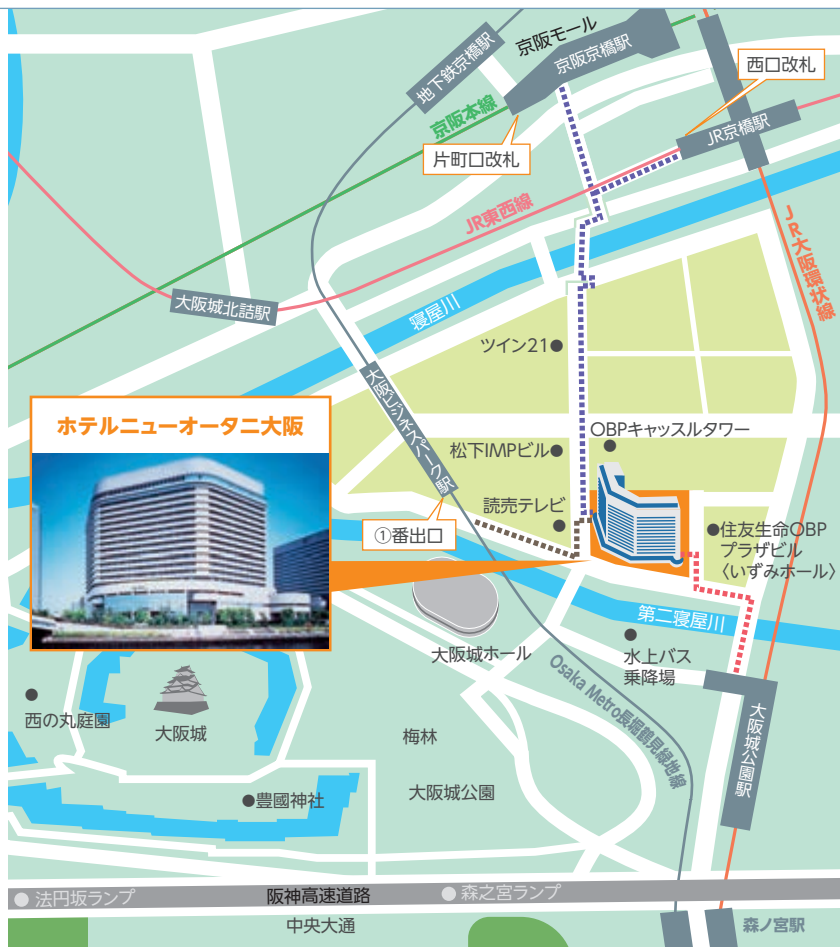 京阪モール
京阪京橋駅
地下鉄京橋駅
西口改札
京阪本線
JR京橋駅
片町口改札
JR東西線
JR大阪環状線
大阪城北詰駅
寝屋川
ツイン21
大阪ビジネスパーク駅
ホテルニューオータニ大阪
OBPキャッスルタワー
松下IMPビル
読売テレビ
①番出口
住友生命OBP
プラザビル
〈いずみホール〉
第二寝屋川
大阪城ホール
水上バス
乗降場
Osaka Metro長堀鶴見緑地線
西の丸庭園
大阪城
梅林
大阪城公園駅
豊國神社
大阪城公園
法円坂ランプ
阪神高速道路
森之宮ランプ
中央大通
森ノ宮駅